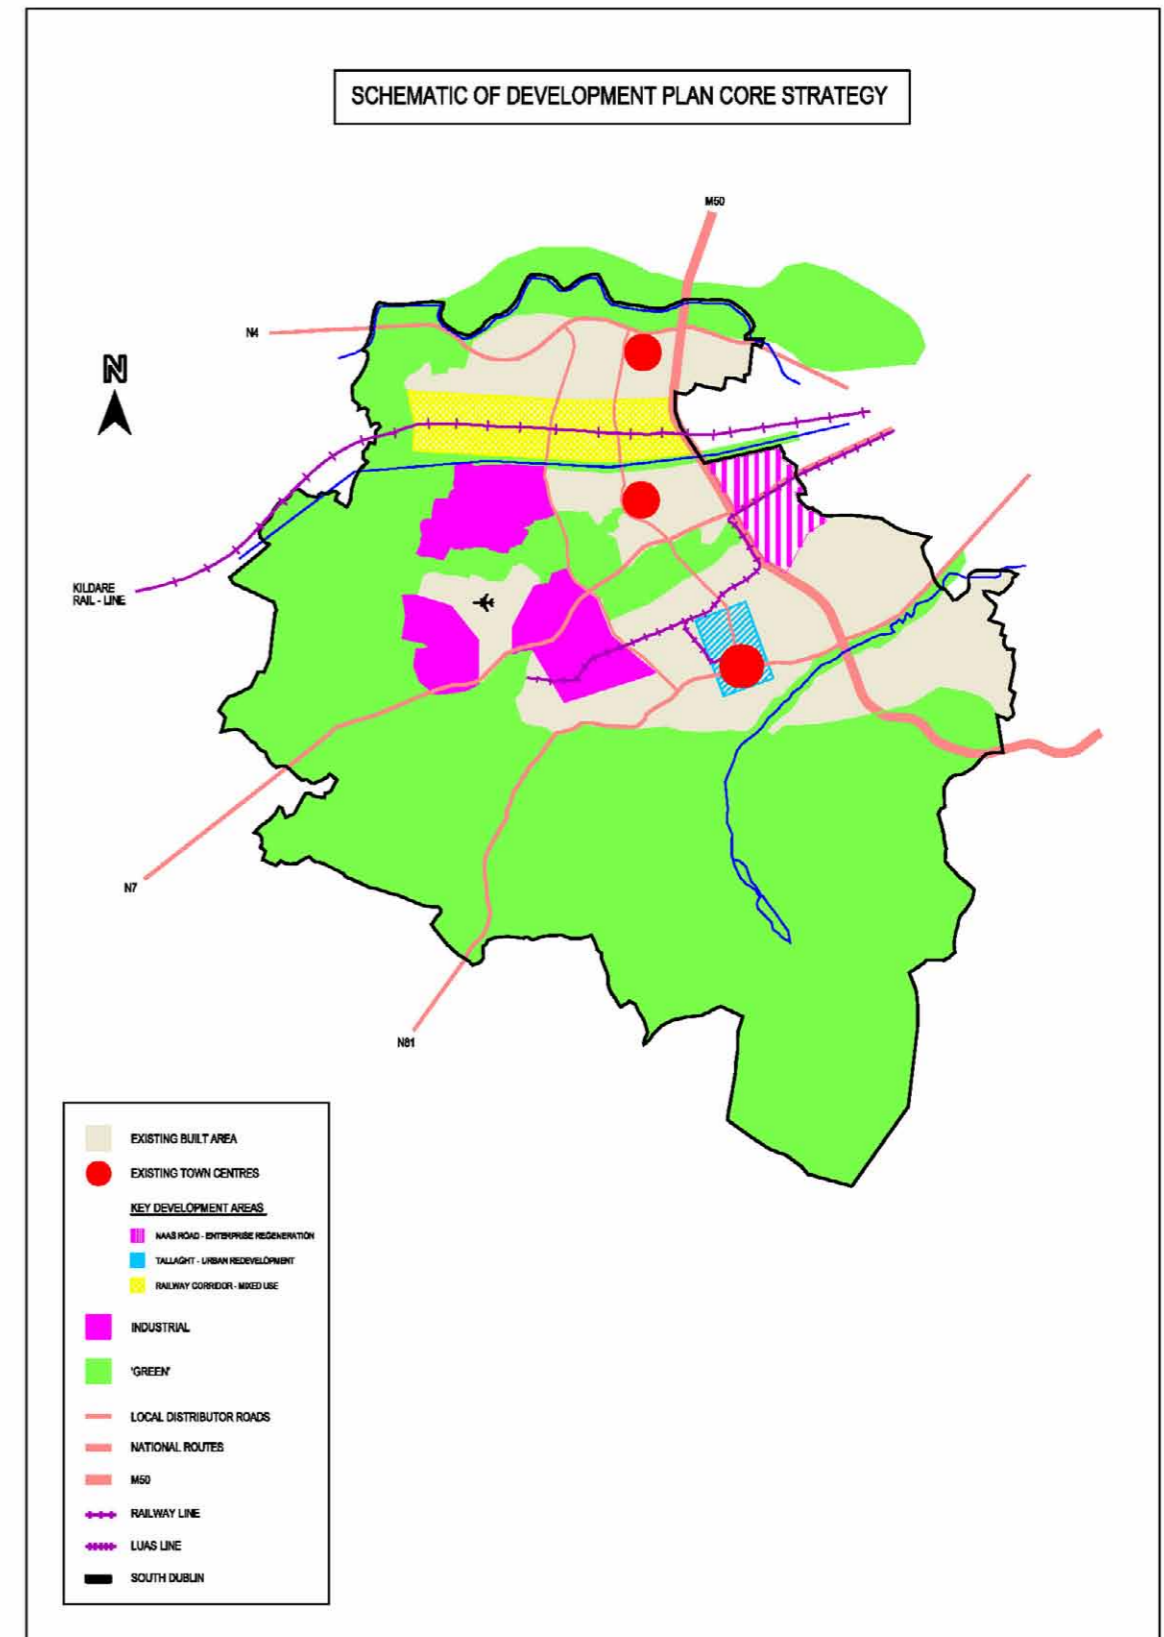 SCHEMATIC OF DEVELOPMENT PLAN CORE STRATEGY
M50
N4
N
KILDARE
RAIL - LINE
N7
N81
EXISTING BUILT AREA
EXISTING TOWN CENTRES
KEY DEVELOPMENT AREAS
NAAS ROAD - ENTERPRISE REGENERATION
TALLAGHT - URBAN REDEVELOPMENT
RAILWAY CORRIDOR - MIXED USE
INDUSTRIAL
'GREEN'
LOCAL DISTRIBUTOR ROADS
NATIONAL ROUTES
M50
RAILWAY LINE
LUAS LINE
SOUTH DUBLIN